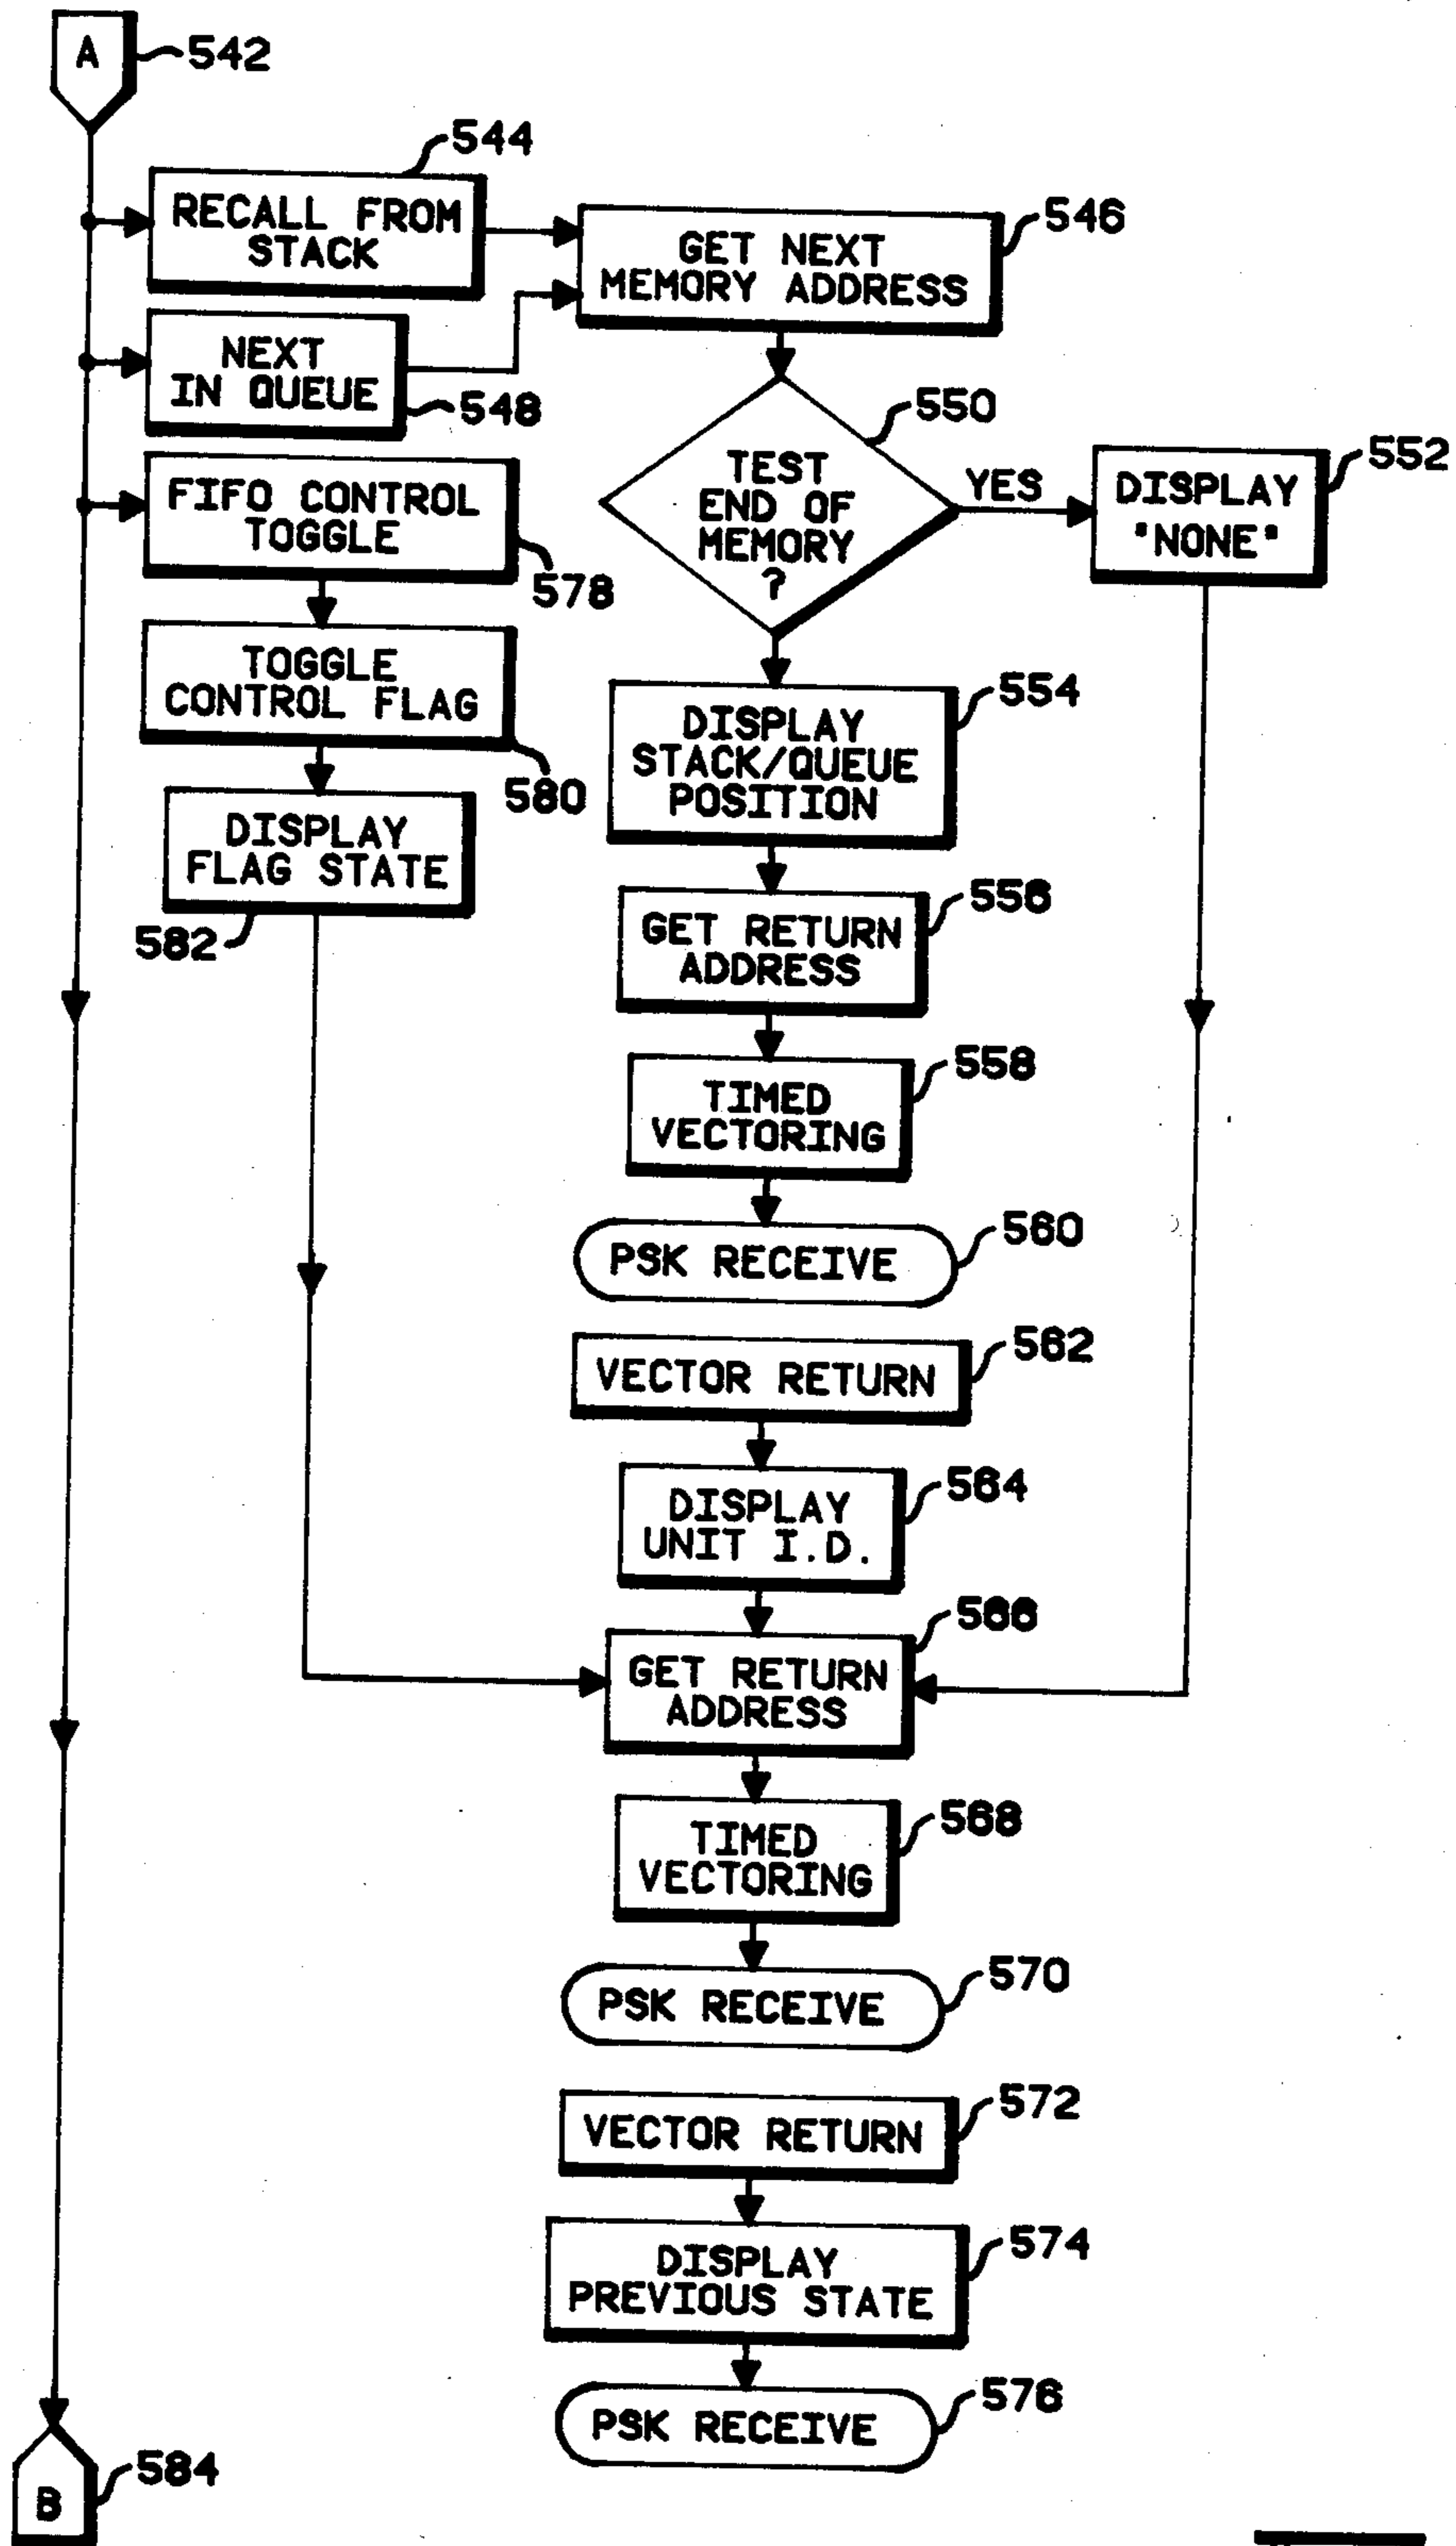 A
542
544
RECALL FROM
STACK
546
GET NEXT
MEMORY ADDRESS
NEXT
IN QUEUE
548
550
TEST
END OF
MEMORY
?
YES
552
DISPLAY
"NONE"
FIFO CONTROL
TOGGLE
578
TOGGLE
CONTROL FLAG
580
DISPLAY
FLAG STATE
582
554
DISPLAY
STACK/QUEUE
POSITION
556
GET RETURN
ADDRESS
558
TIMED
VECTORING
560
PSK RECEIVE
562
VECTOR RETURN
564
DISPLAY
UNIT I.D.
566
GET RETURN
ADDRESS
568
TIMED
VECTORING
570
PSK RECEIVE
572
VECTOR RETURN
574
DISPLAY
PREVIOUS STATE
576
PSK RECEIVE
584
B